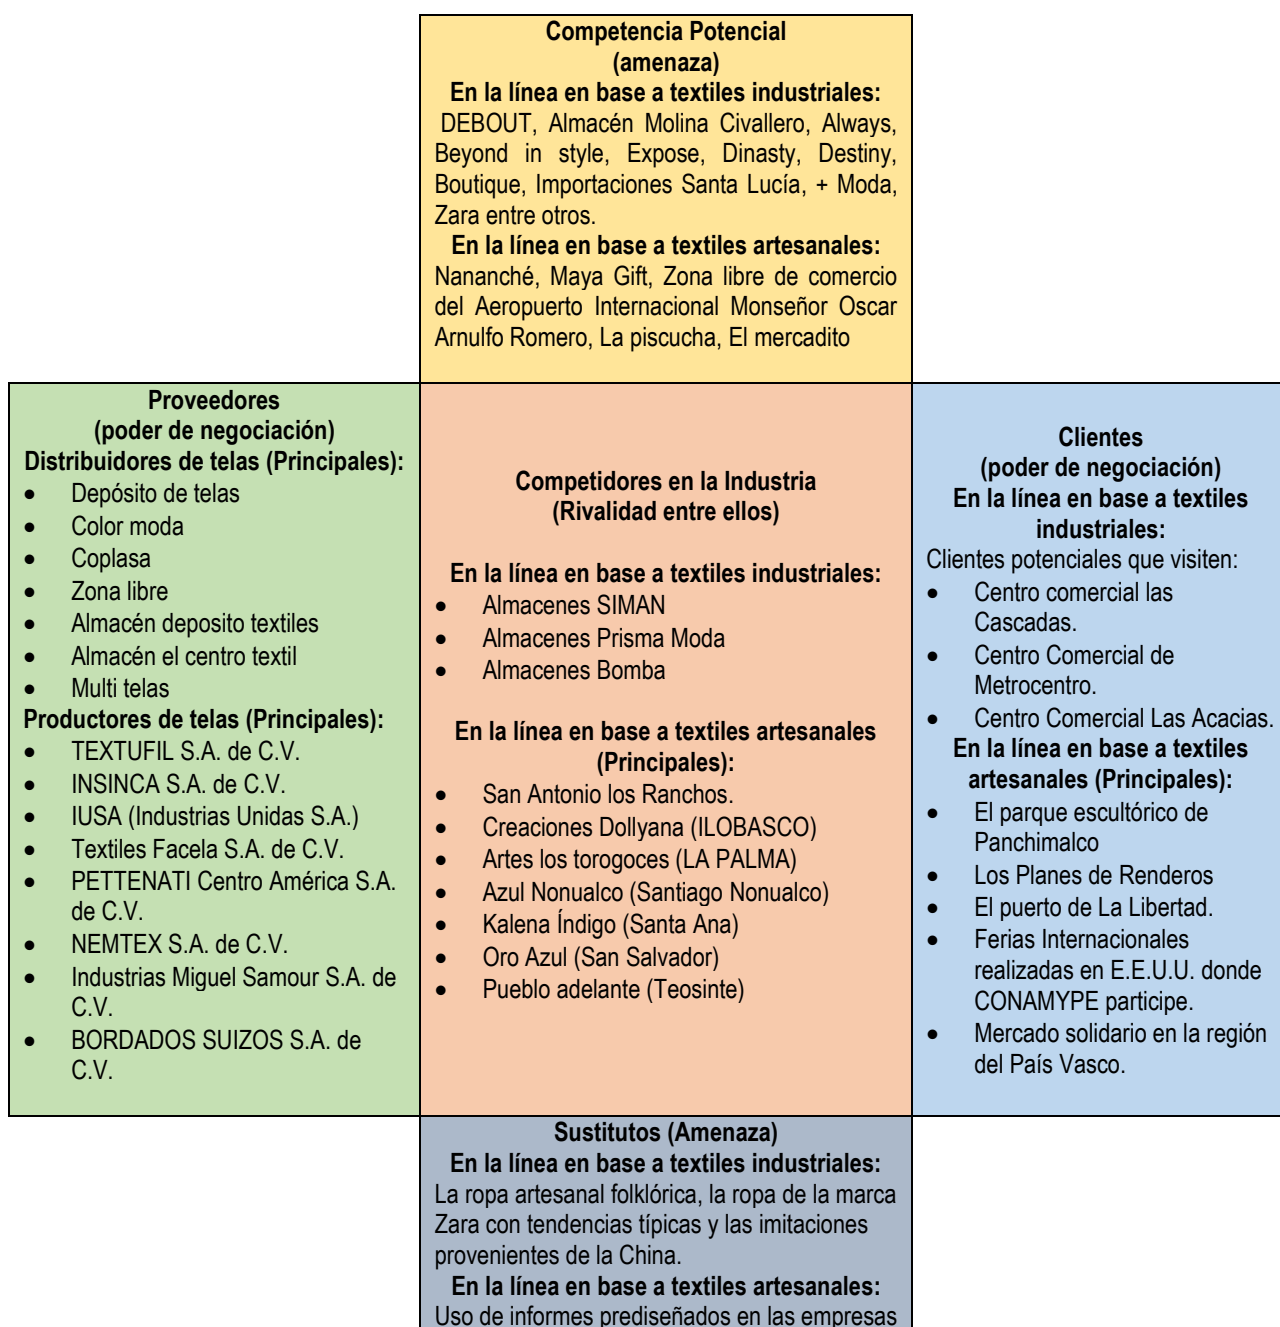 Competencia Potencial
(amenaza)
En la línea en base a textiles industriales:
DEBOUT, Almacén Molina Civallero, Always,
Beyond in style, Expose, Dinasty, Destiny,
Boutique, Importaciones Santa Lucía, + Moda,
Zara entre otros.
En la línea en base a textiles artesanales:
Nananché, Maya Gift, Zona libre de comercio
del Aeropuerto Internacional Monseñor Oscar
Arnulfo Romero, La piscucha, El mercadito
Proveedores
(poder de negociación)
Distribuidores de telas (Principales):
• Depósito de telas
• Color moda
• Coplasa
• Zona libre
• Almacén deposito textiles
• Almacén el centro textil
• Multi telas
Productores de telas (Principales):
• TEXTUFIL S.A. de C.V.
• INSINCA S.A. de C.V.
• IUSA (Industrias Unidas S.A.)
• Textiles Facela S.A. de C.V.
• PETTENATI Centro América S.A.
de C.V.
• NEMTEX S.A. de C.V.
• Industrias Miguel Samour S.A. de
C.V.
• BORDADOS SUIZOS S.A. de
C.V.
Competidores en la Industria
(Rivalidad entre ellos)
En la línea en base a textiles industriales:
• Almacenes SIMAN
• Almacenes Prisma Moda
• Almacenes Bomba
En la línea en base a textiles artesanales
(Principales):
• San Antonio los Ranchos.
• Creaciones Dollyana (ILOBASCO)
• Artes los torogoces (LA PALMA)
• Azul Nonualco (Santiago Nonualco)
• Kalena Índigo (Santa Ana)
• Oro Azul (San Salvador)
• Pueblo adelante (Teosinte)
Clientes
(poder de negociación)
En la línea en base a textiles
industriales:
Clientes potenciales que visiten:
• Centro comercial las
Cascadas.
• Centro Comercial de
Metrocentro.
• Centro Comercial Las Acacias.
En la línea en base a textiles
artesanales (Principales):
• El parque escultórico de
Panchimalco
• Los Planes de Renderos
• El puerto de La Libertad.
• Ferias Internacionales
realizadas en E.E.U.U. donde
CONAMYPE participe.
• Mercado solidario en la región
del País Vasco.
Sustitutos (Amenaza)
En la línea en base a textiles industriales:
La ropa artesanal folklórica, la ropa de la marca
Zara con tendencias típicas y las imitaciones
provenientes de la China.
En la línea en base a textiles artesanales:
Uso de informes prediseñados en las empresas